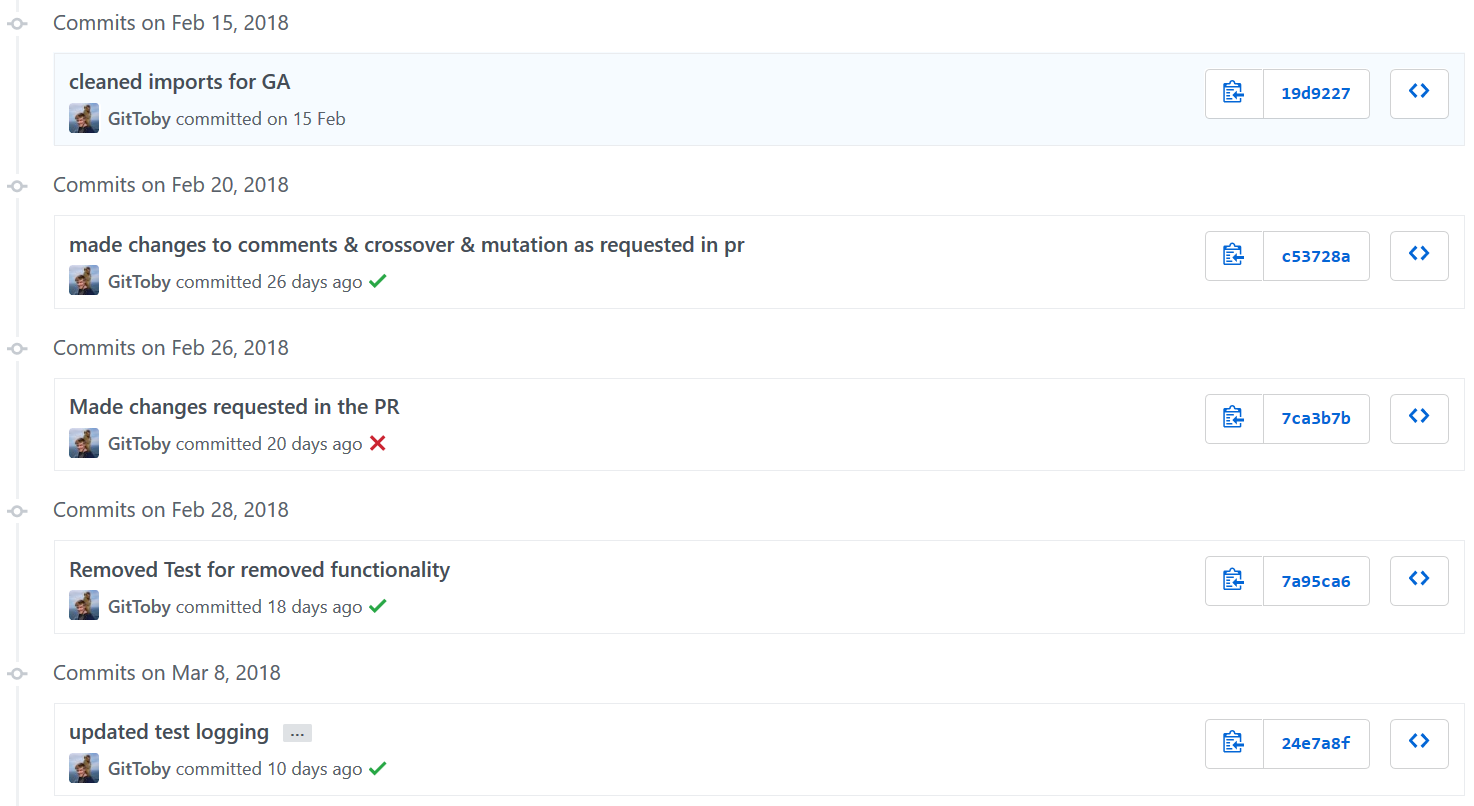 Commits on Feb 15, 2018
cleaned imports for GA
19d9227
GitToby committed on 15 Feb
Commits on Feb 20, 2018
made changes to comments & crossover & mutation as requested in pr
c53728a
GitToby committed 26 days ago
Commits on Feb 26, 2018
Made changes requested in the PR
7ca3b7b
GitToby committed 20 days ago
Commits on Feb 28, 2018
Removed Test for removed functionality
7a95ca6
GitToby committed 18 days ago
Commits on Mar 8, 2018
updated test logging ...
24e7a8f
GitToby committed 10 days ago